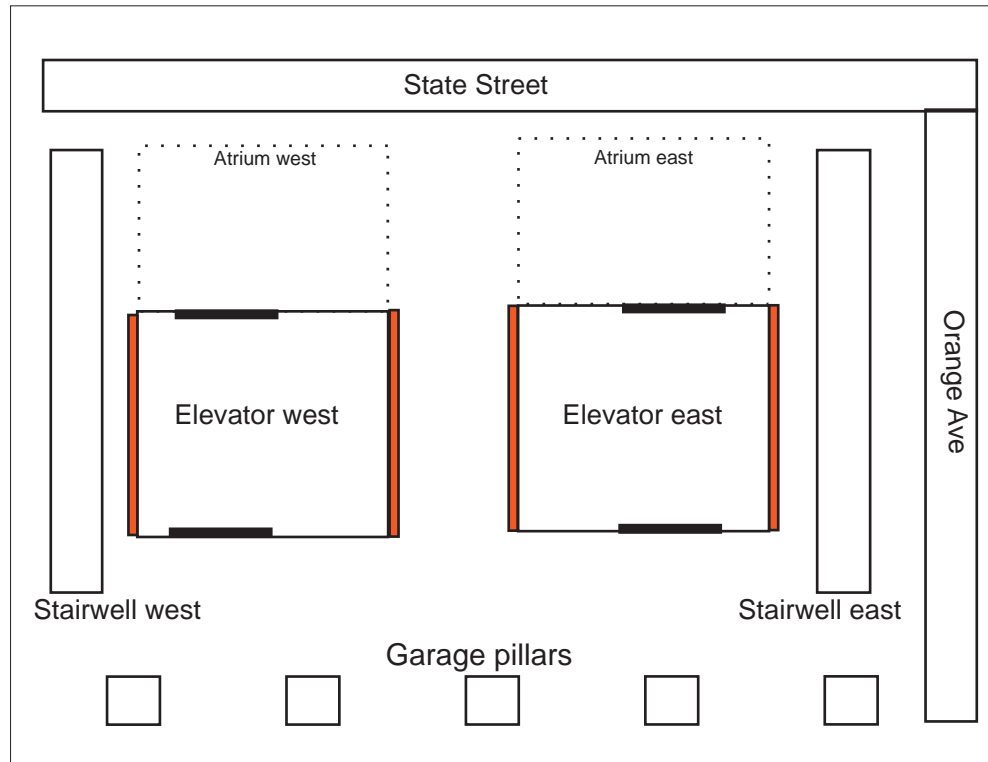 State Street
Atrium west
Atrium east
Orange Ave
Elevator west
Elevator east
Stairwell west
Stairwell east
Garage pillars